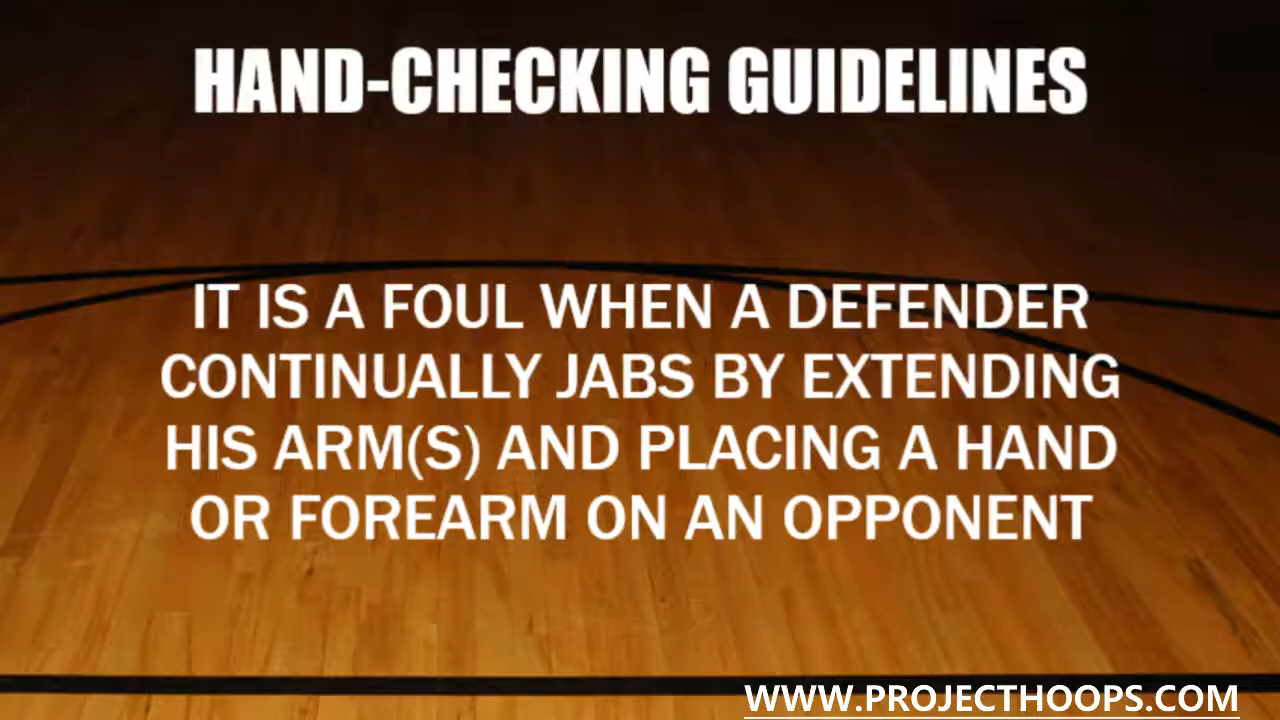 HAND-CHECKING GUIDELINES
IT IS A FOUL WHEN A DEFENDER
CONTINUALLY JABS BY EXTENDING
HIS ARM(S) AND PLACING A HAND
OR FOREARM ON AN OPPONENT
WWW.PROJECTHOOPS.COM